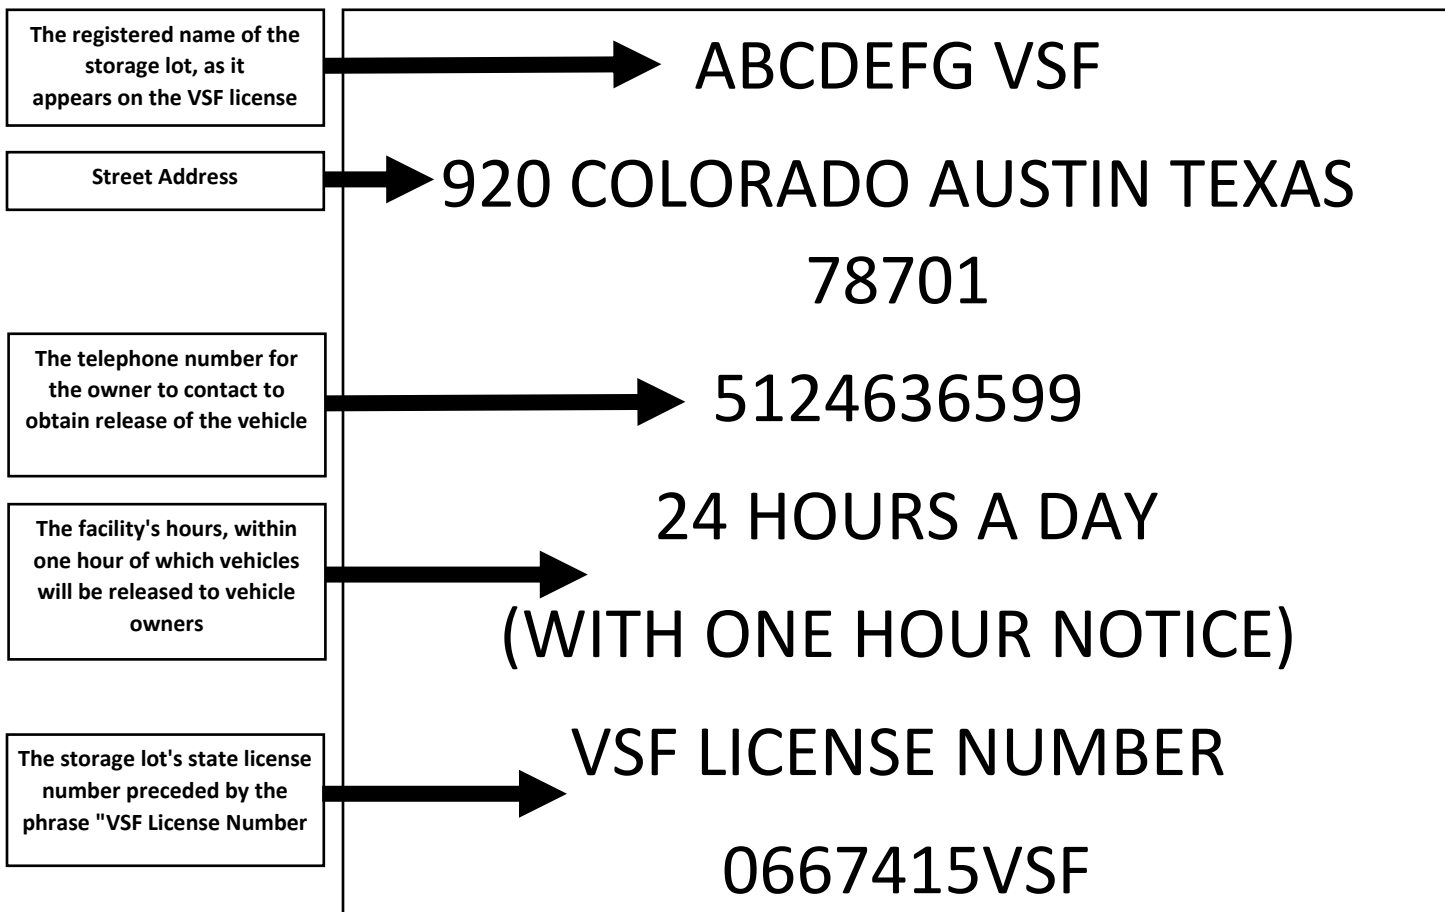 The registered name of the
storage lot, as it
appears on the VSF license
ABCDEFG VSF
Street Address
920 COLORADO AUSTIN TEXAS
78701
The telephone number for
the owner to contact to
obtain release of the vehicle
5124636599
The facility's hours, within
one hour of which vehicles
will be released to vehicle
owners
24 HOURS A DAY
(WITH ONE HOUR NOTICE)
The storage lot's state license
number preceded by the
phrase "VSF License Number
VSF LICENSE NUMBER
0667415VSF